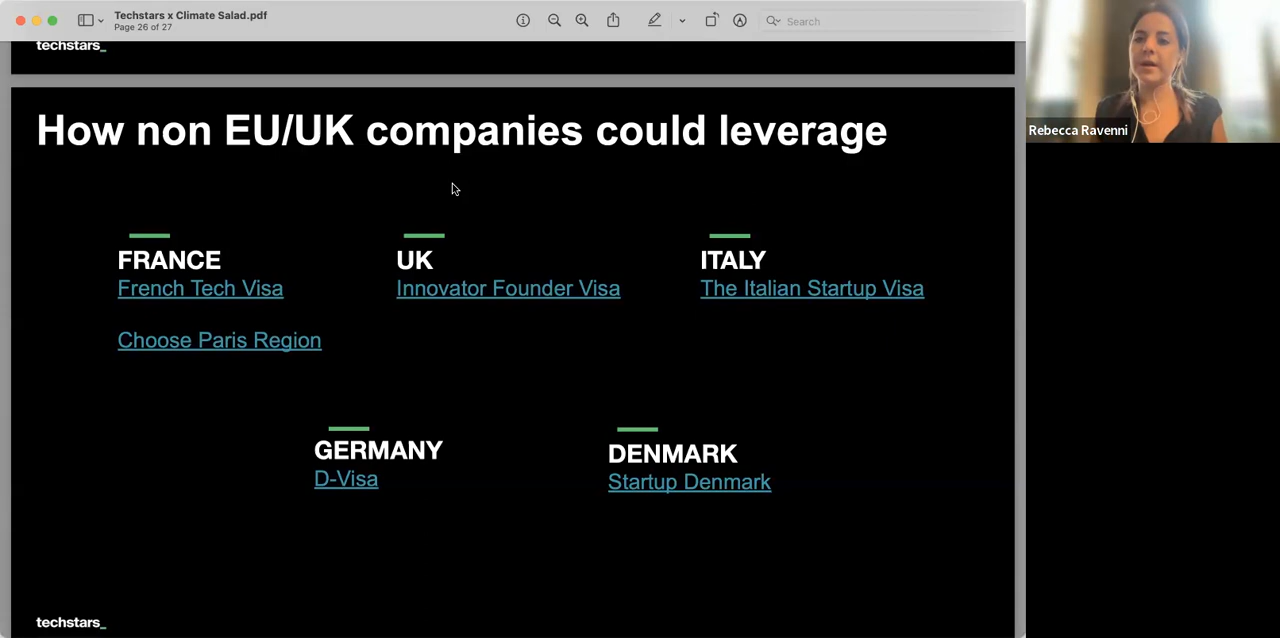 Techstars x Climate Salad.pdf
Page 26 of 27
Search
techstars_
How non EU/UK companies could leverage
FRANCE
French Tech Visa
Choose Paris Region
UK
Innovator Founder Visa
ITALY
The Italian Startup Visa
GERMANY
D-Visa
DENMARK
Startup Denmark
techstars_
Rebecca Ravenni